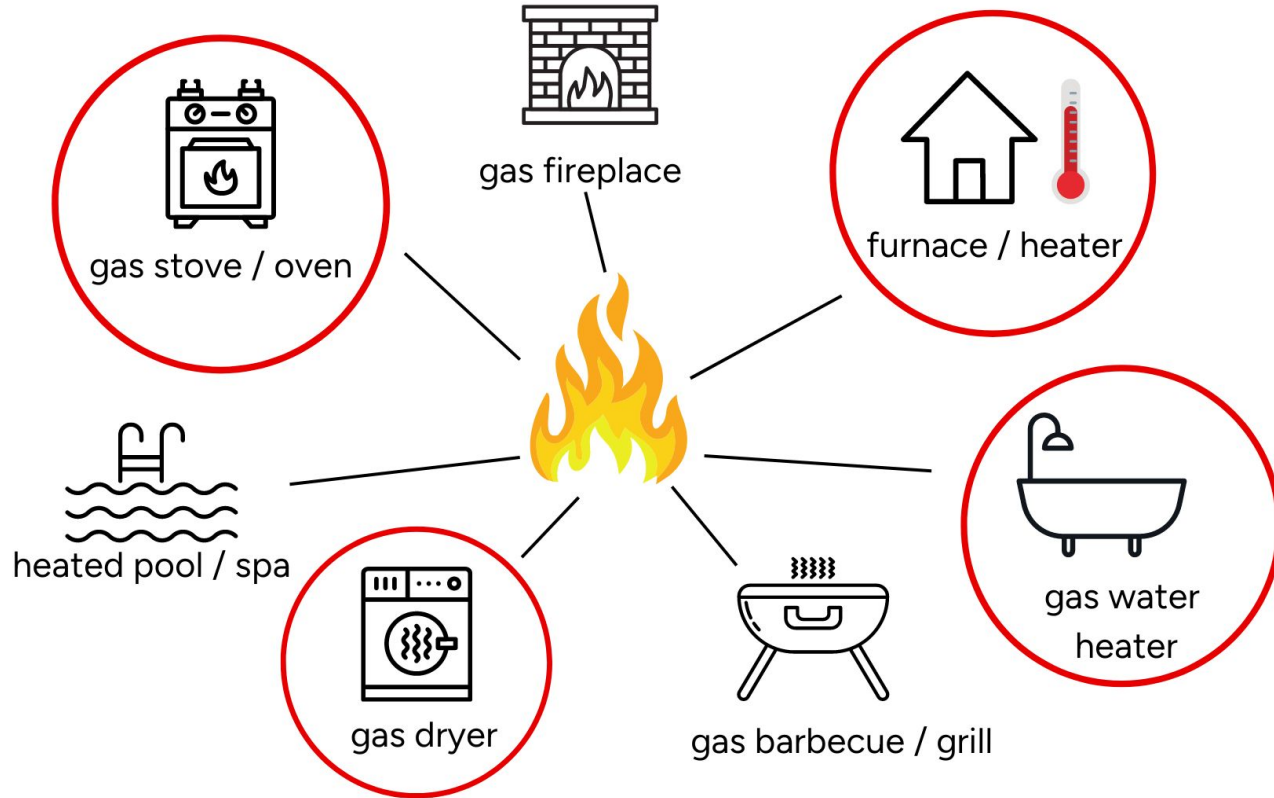 gas fireplace
gas stove / oven
furnace / heater
heated pool / spa
gas water
heater
gas dryer
gas barbecue / grill